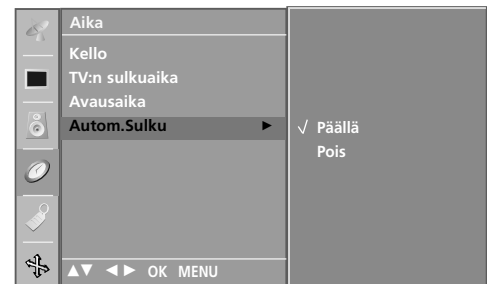 Aika
Kello
TV:n sulkuaika
Avausaika
Autom.Sulku ►
√ Päällä
Pois
▲▼ ◄► OK MENU